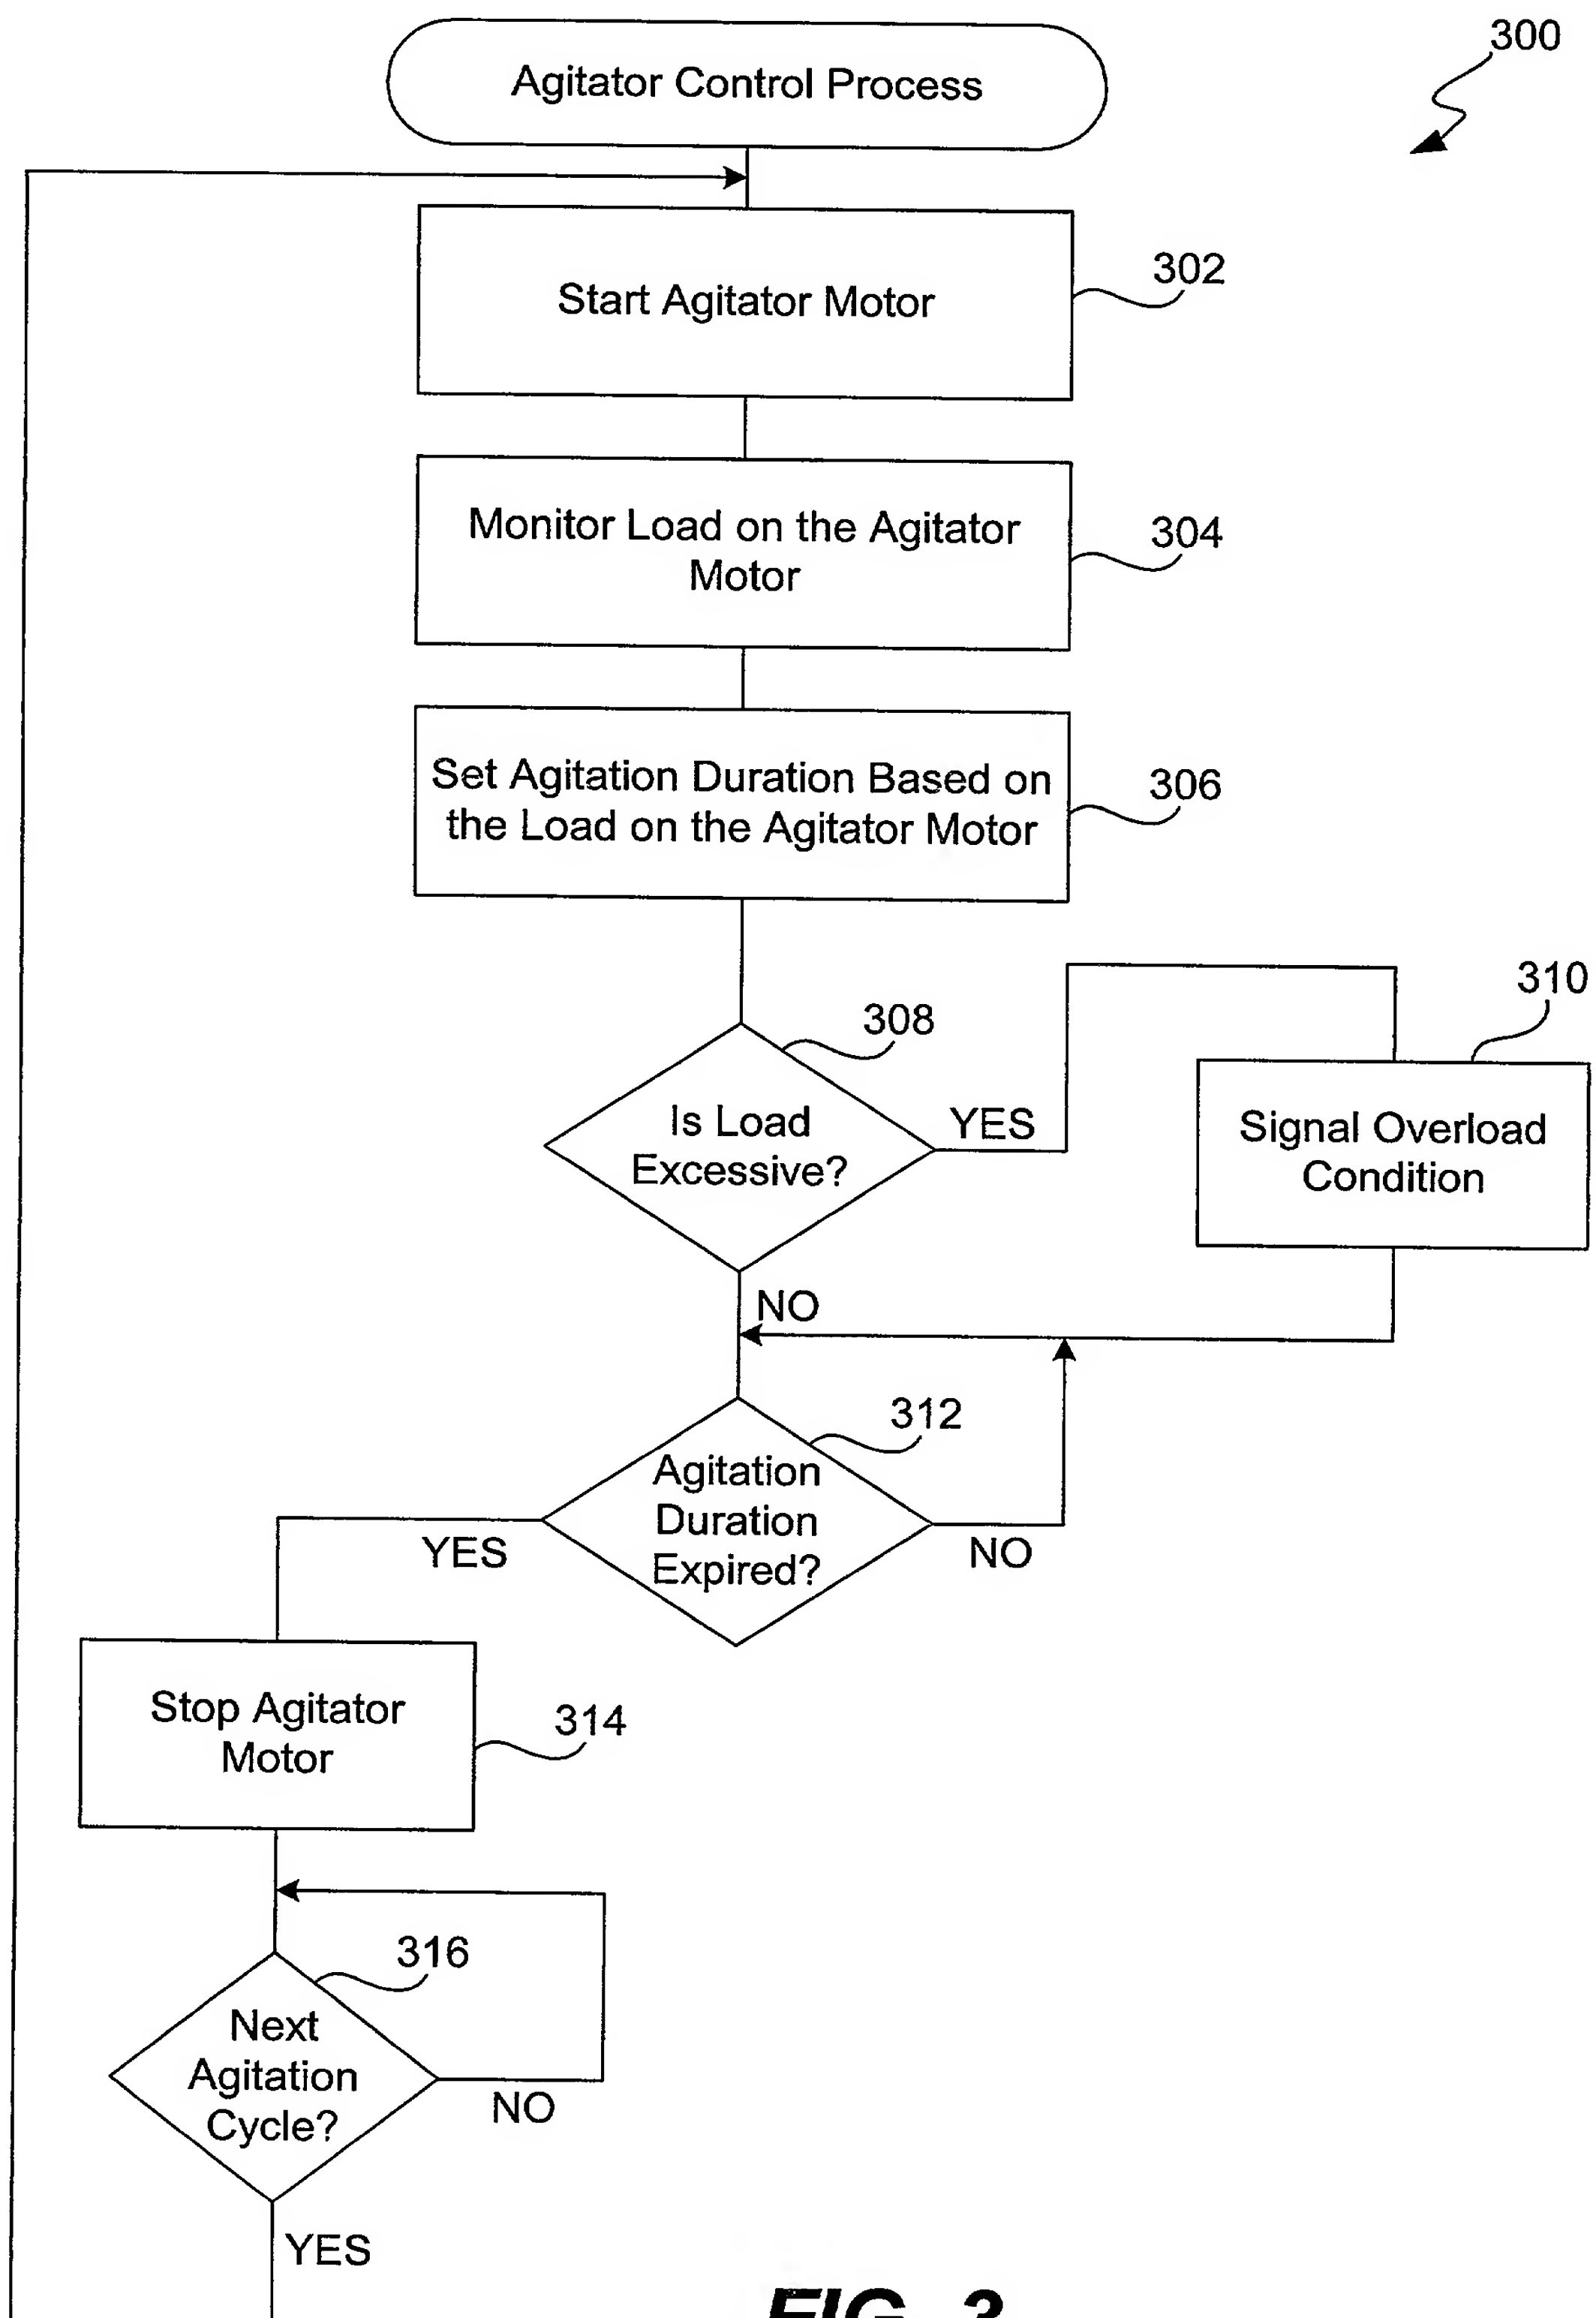 300
Agitator Control Process
302
Start Agitator Motor
304
Monitor Load on the Agitator
Motor
306
Set Agitation Duration Based on
the Load on the Agitator Motor
308
310
Is Load
Excessive?
YES
Signal Overload
Condition
NO
312
Agitation
Duration
Expired?
YES
NO
314
Stop Agitator
Motor
316
Next
Agitation
Cycle?
NO
YES
FIG. 3